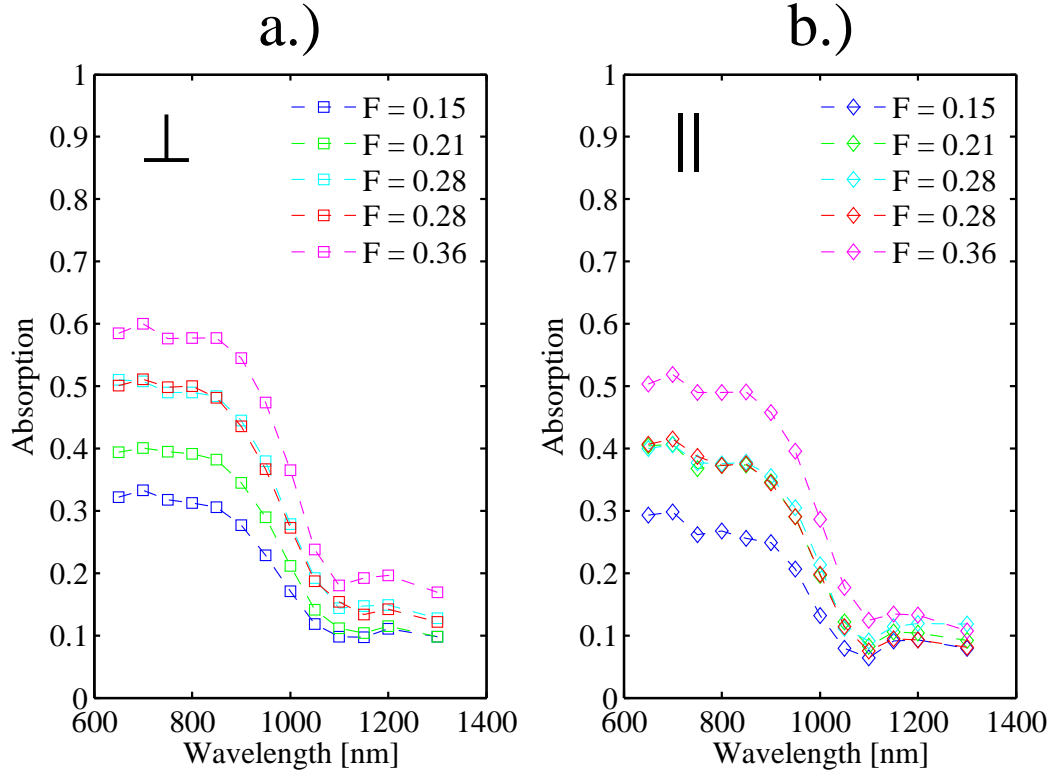 a.)
1
0.9
0.8
0.7
0.6
0.5
0.4
0.3
0.2
0.1
0
600
800
1000
1200
1400
Absorption
Wavelength [nm]
⊥
F = 0.15
F = 0.21
F = 0.28
F = 0.28
F = 0.36
b.)
1
0.9
0.8
0.7
0.6
0.5
0.4
0.3
0.2
0.1
0
600
800
1000
1200
1400
Absorption
Wavelength [nm]
||
F = 0.15
F = 0.21
F = 0.28
F = 0.28
F = 0.36